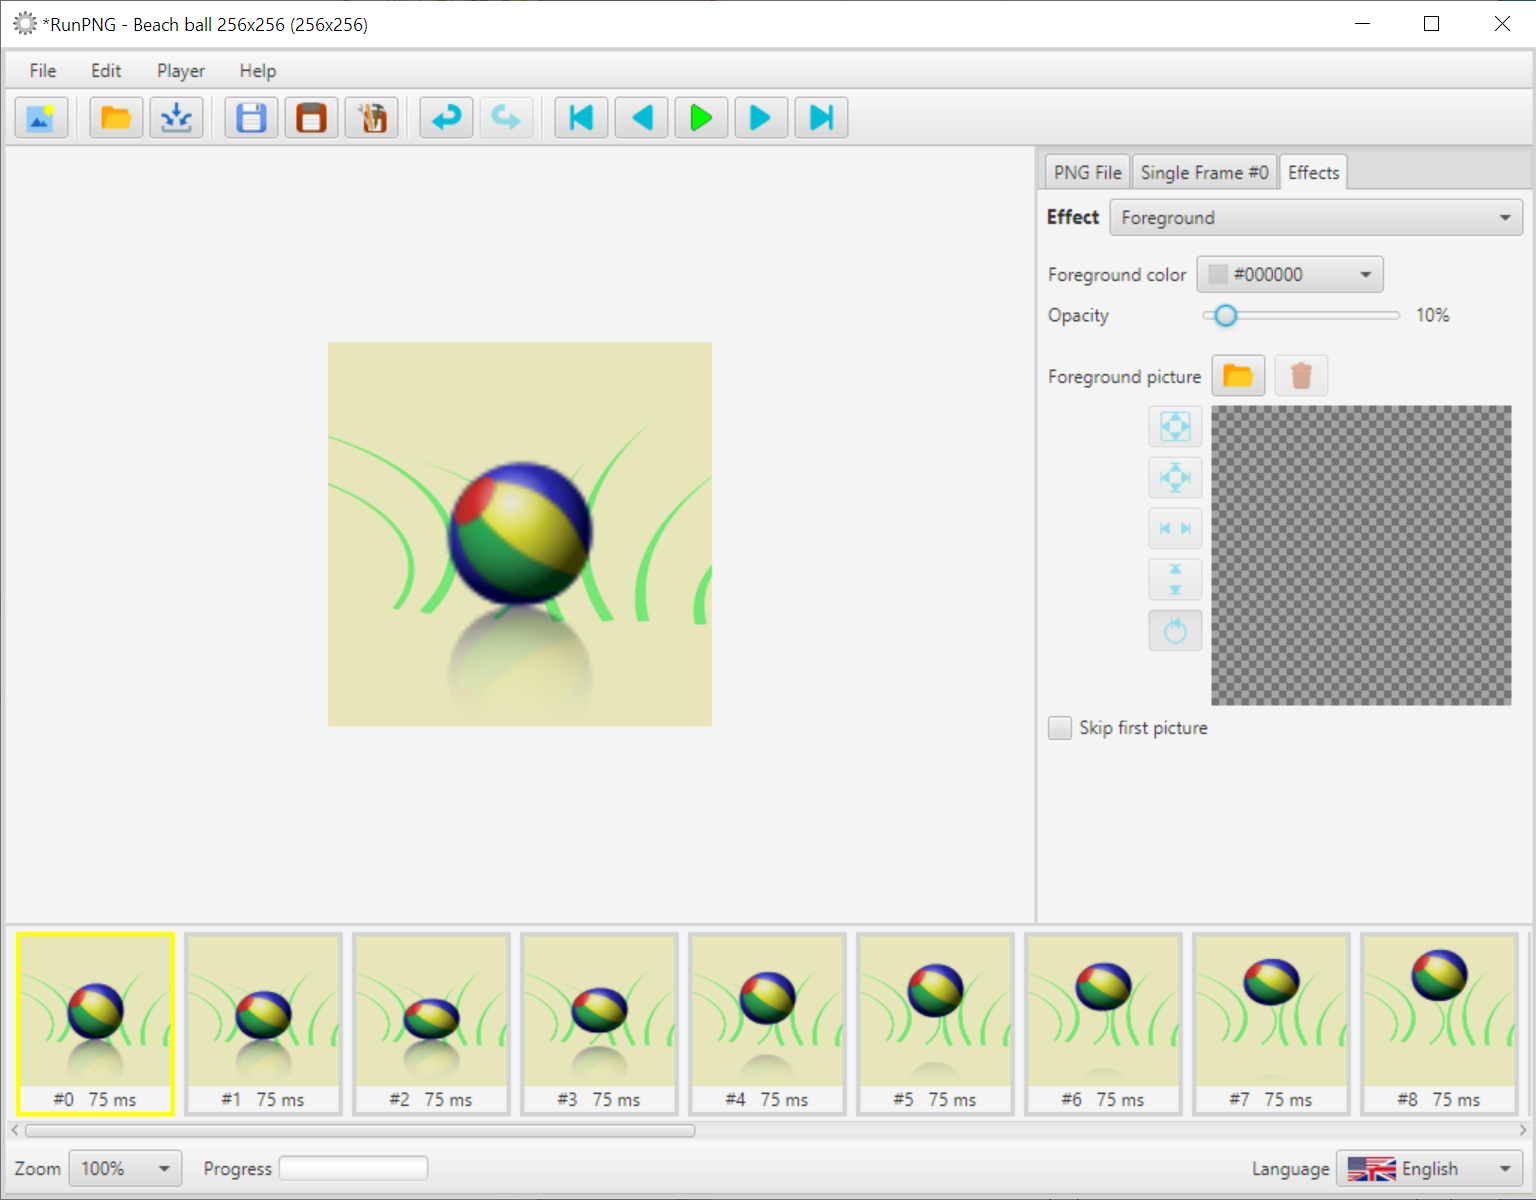 *RunPNG - Beach ball 256x256 (256x256)
File Edit Player Help
PNG File Single Frame #0 Effects
Effect Foreground
Foreground color #000000
Opacity 10%
Foreground picture
Skip first picture
#0 75 ms #1 75 ms #2 75 ms #3 75 ms #4 75 ms #5 75 ms #6 75 ms #7 75 ms #8 75 ms
Zoom 100% Progress Language English